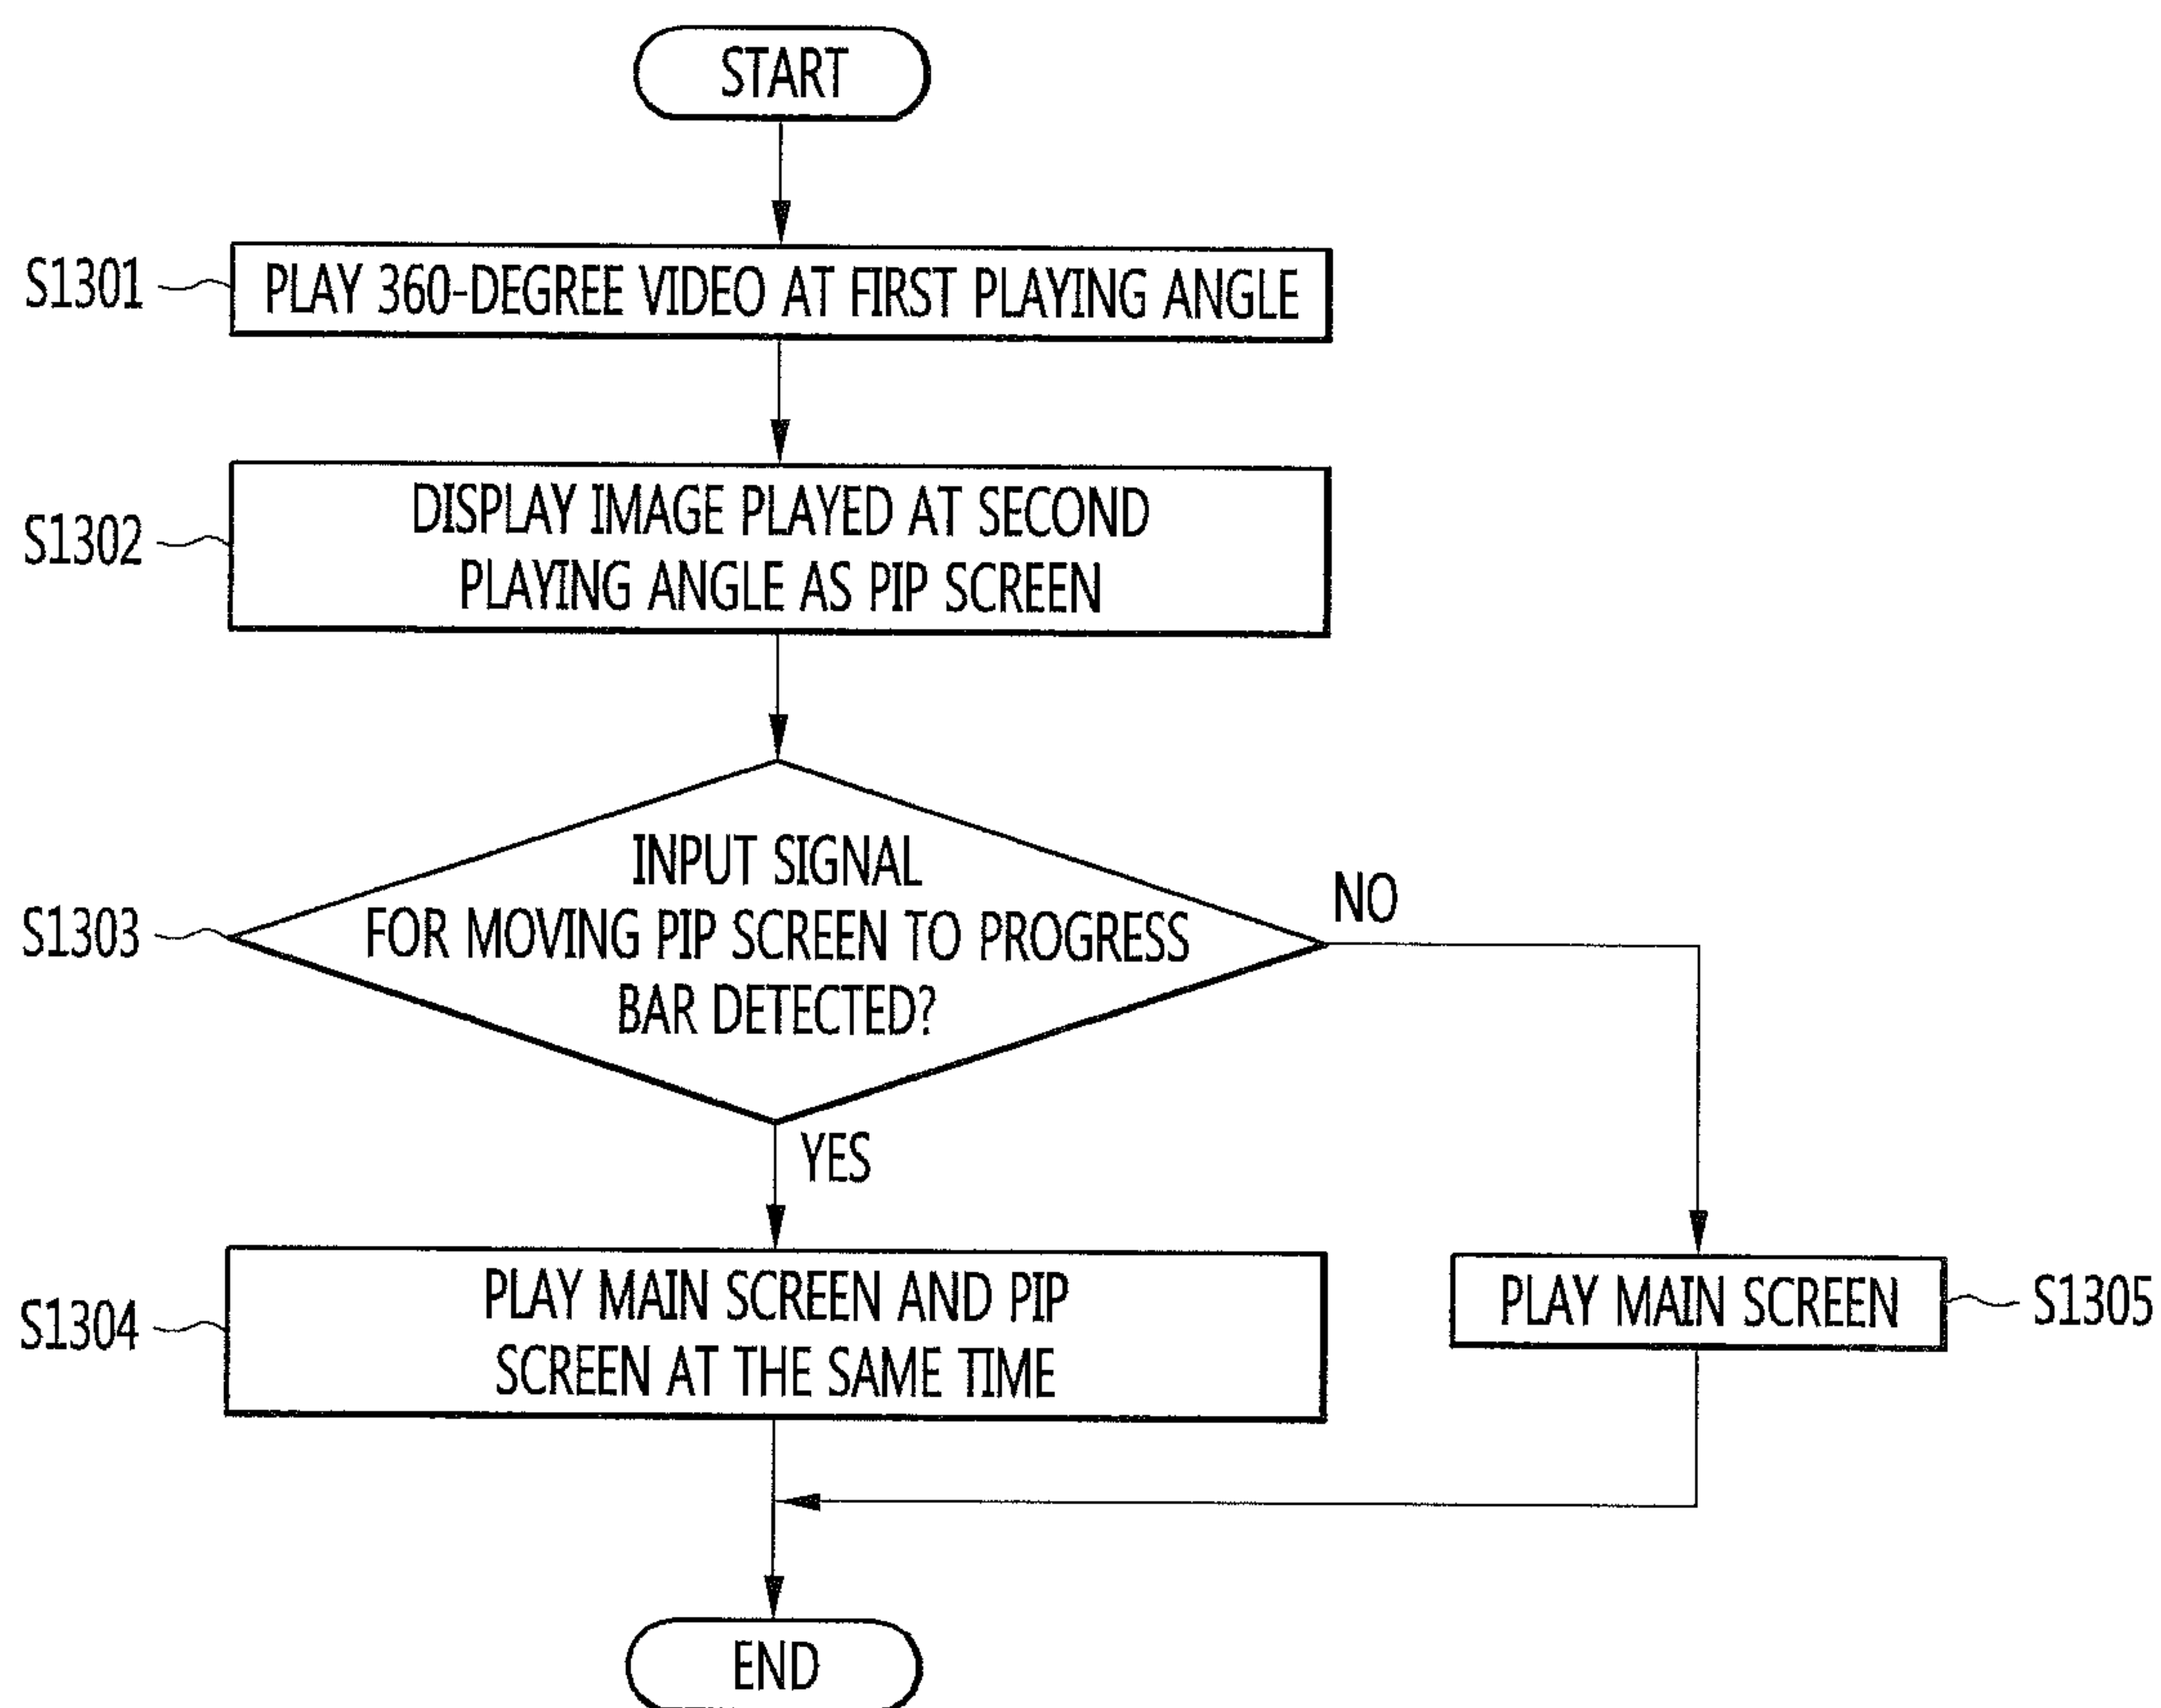 START
S1301
PLAY 360-DEGREE VIDEO AT FIRST PLAYING ANGLE
S1302
DISPLAY IMAGE PLAYED AT SECOND
PLAYING ANGLE AS PIP SCREEN
S1303
INPUT SIGNAL
FOR MOVING PIP SCREEN TO PROGRESS
BAR DETECTED?
NO
YES
S1304
PLAY MAIN SCREEN AND PIP
SCREEN AT THE SAME TIME
PLAY MAIN SCREEN
S1305
END